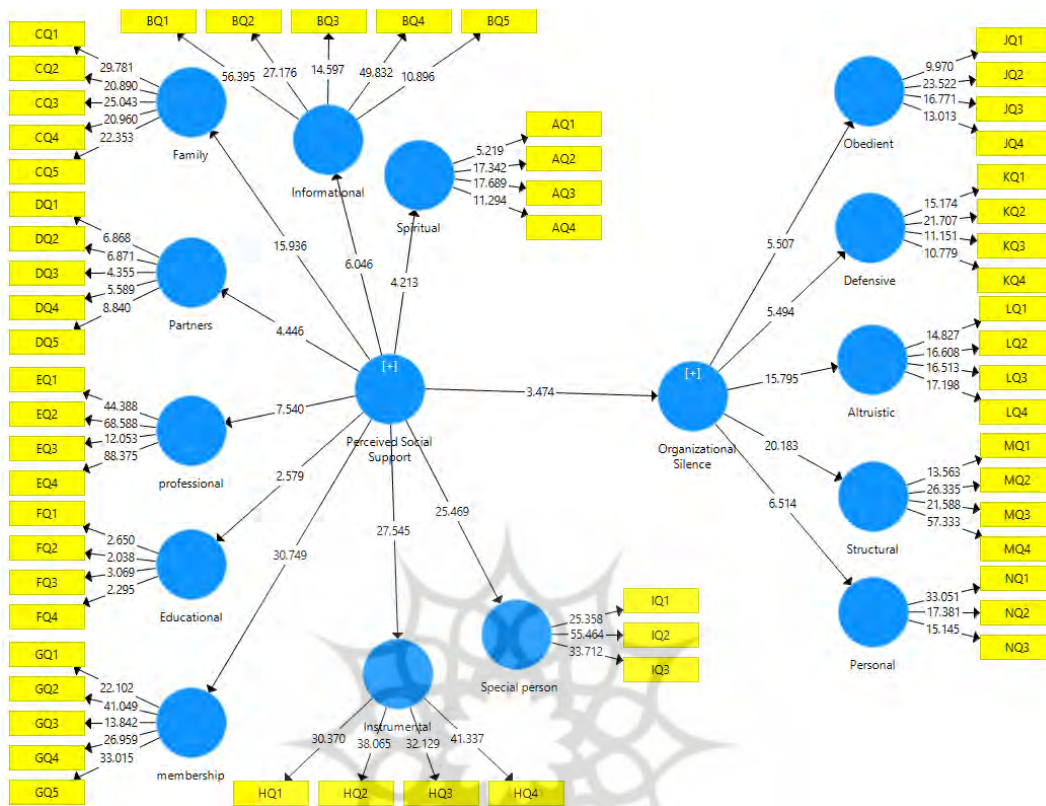 BQ1
BQ2
BQ3
BQ4
BQ5
56.395
27.176
14.597
49.832
10.896
Informational
CQ1
CQ2
CQ3
CQ4
CQ5
29.781
20.890
25.043
20.960
22.353
Family
AQ1
AQ2
AQ3
AQ4
5.219
17.342
17.689
11.294
Spiritual
DQ1
DQ2
DQ3
DQ4
DQ5
6.868
6.871
4.355
5.589
8.840
Partners
15.936
6.046
4.213
4.446
EQ1
EQ2
EQ3
EQ4
44.388
68.588
12.053
88.375
professional
7.540
[+]
Perceived Social
Support
3.474
[+]
Organizational
Silence
FQ1
FQ2
FQ3
FQ4
2.650
2.038
3.069
2.295
Educational
2.579
GQ1
GQ2
GQ3
GQ4
GQ5
22.102
41.049
13.842
26.959
33.015
membership
30.749
27.545
25.469
Instrumental
30.370
38.065
32.129
41.337
HQ1
HQ2
HQ3
HQ4
Special person
25.358
55.464
33.712
IQ1
IQ2
IQ3
5.507
5.494
15.795
20.183
6.514
Obedient
9.970
23.522
16.771
13.013
JQ1
JQ2
JQ3
JQ4
Defensive
15.174
21.707
11.151
10.779
KQ1
KQ2
KQ3
KQ4
Altruistic
14.827
16.608
16.513
17.198
LQ1
LQ2
LQ3
LQ4
Structural
13.563
26.335
21.588
57.333
MQ1
MQ2
MQ3
MQ4
Personal
33.051
17.381
15.145
NQ1
NQ2
NQ3